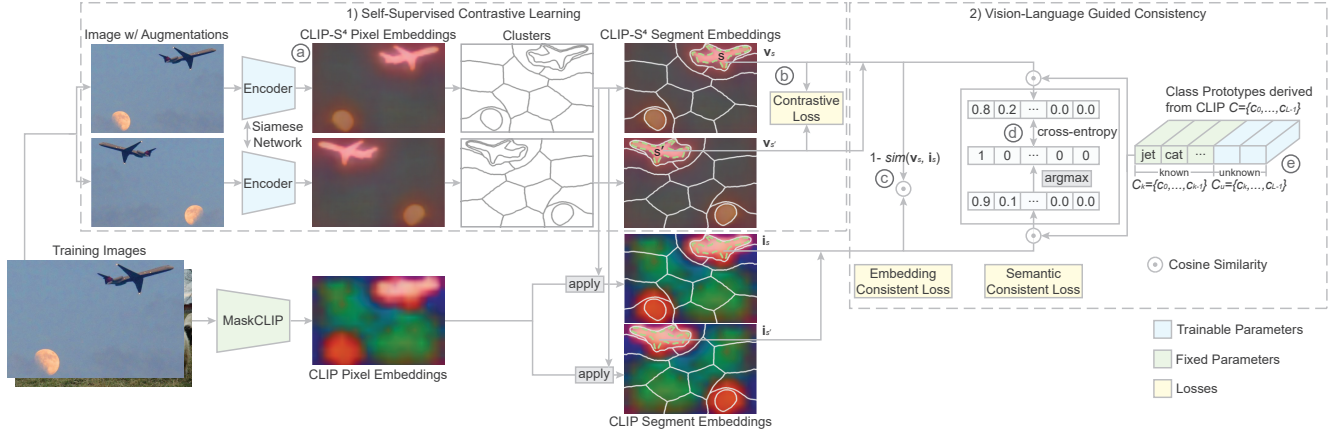 1) Self-Supervised Contrastive Learning
2) Vision-Language Guided Consistency
Image w/ Augmentations
CLIP-S⁴ Pixel Embeddings
Clusters
CLIP-S⁴ Segment Embeddings
a
Encoder
Siamese
Network
Encoder
s
vₛ
b
Contrastive
Loss
s'
vₛ'
1- sim(vₛ, iₛ)
c
0.8 0.2 ... 0.0 0.0
d
cross-entropy
1 0 ... 0 0
argmax
0.9 0.1 ... 0.0 0.0
Class Prototypes derived
from CLIP C={c₀,...,c_L-1}
jet cat ...
e
known unknown
Cₖ={c₀,...,cₖ₋₁} Cᵤ={cₖ,...,c_L-1}
Training Images
MaskCLIP
CLIP Pixel Embeddings
apply
apply
iₛ
iₛ'
CLIP Segment Embeddings
Embedding
Consistent Loss
Semantic
Consistent Loss
Cosine Similarity
Trainable Parameters
Fixed Parameters
Losses